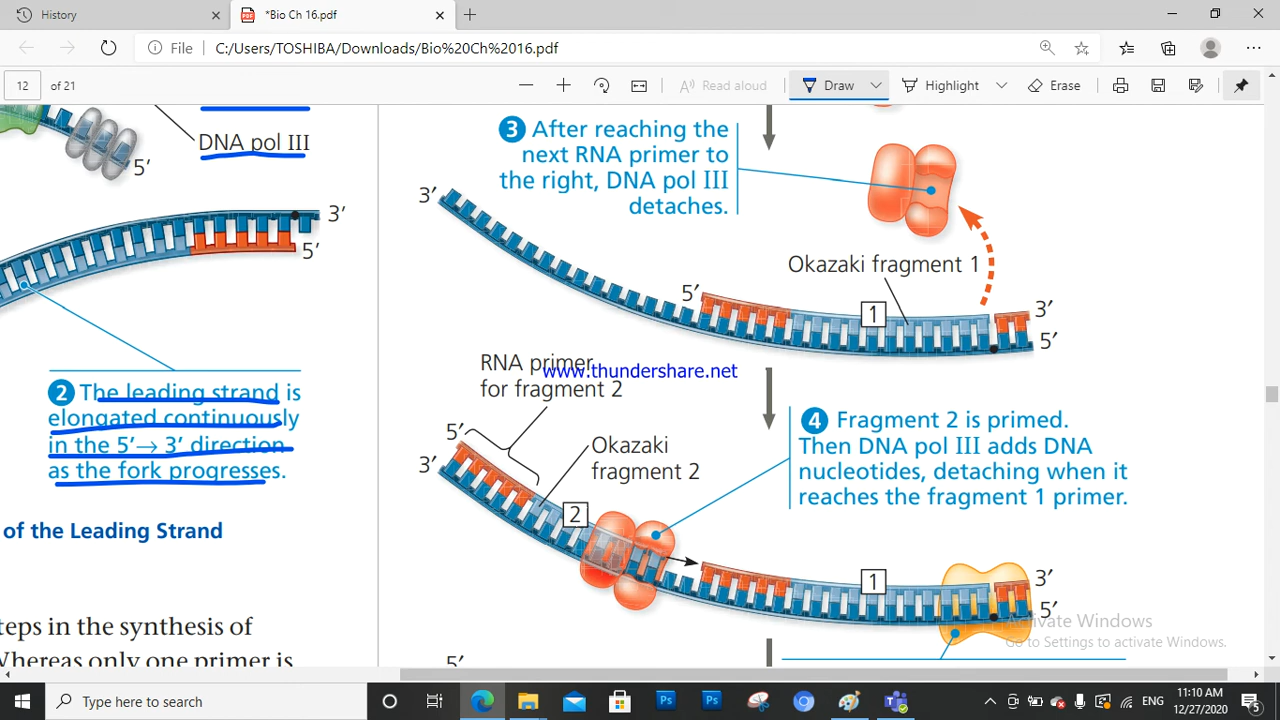 History
*Bio Ch 16.pdf
File
C:/Users/TOSHIBA/Downloads/Bio%20Ch%2016.pdf
12 of 21
Read aloud
Draw
Highlight
Erase
DNA pol III
5′
3′
5′
2 The leading strand is
elongated continuously
in the 5′→ 3′ direction
as the fork progresses.
of the Leading Strand
teps in the synthesis of
Whereas only one primer is
3 After reaching the
next RNA primer to
the right, DNA pol III
detaches.
3′
Okazaki fragment 1
5′
1
3′
5′
RNA primer
for fragment 2
www.thundershare.net
5′
3′
Okazaki
fragment 2
2
4 Fragment 2 is primed.
Then DNA pol III adds DNA
nucleotides, detaching when it
reaches the fragment 1 primer.
1
3′
5′
Activate Windows
Go to Settings to activate Windows.
5′
Type here to search
Ps
Ps
ENG
11:10 AM
12/27/2020
5